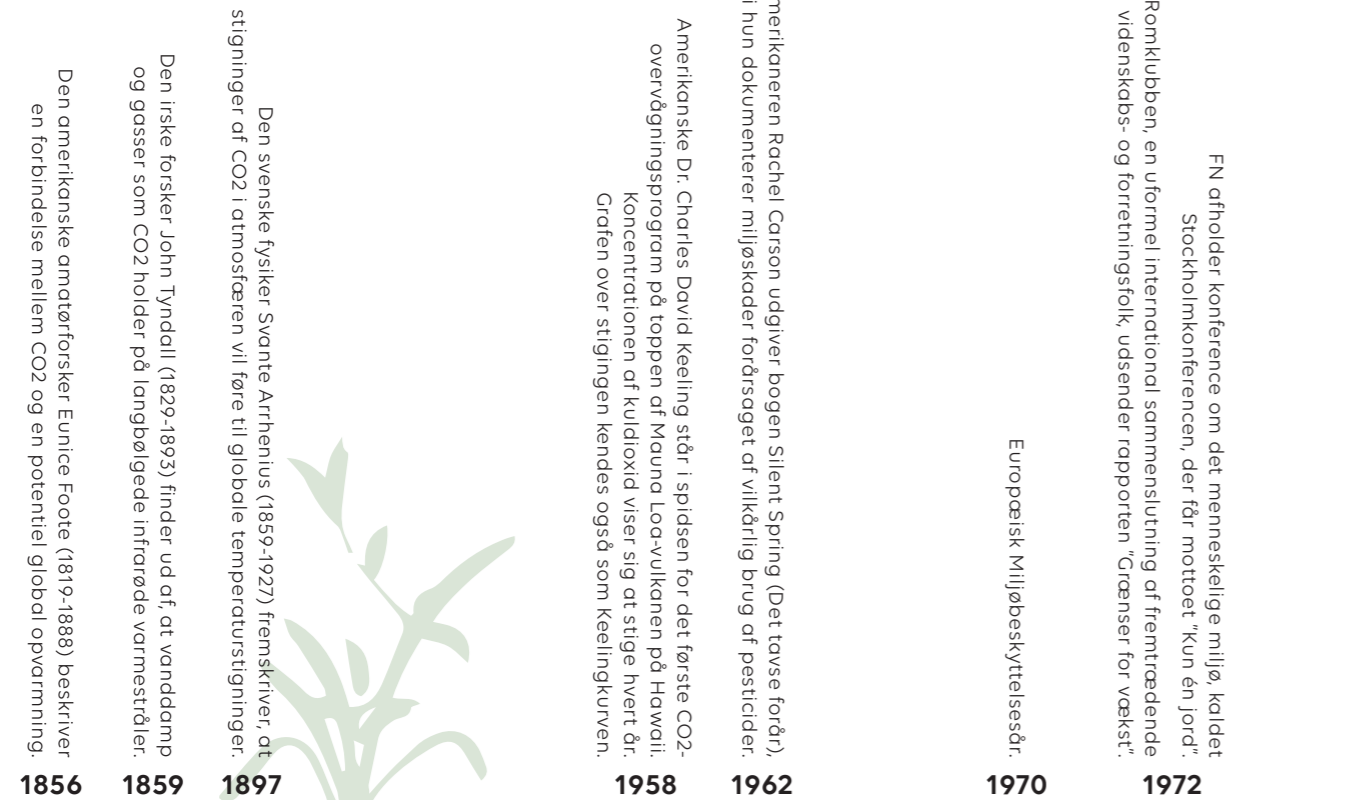 Den amerikanske amatørforsker Eunice Foote (1819-1888) beskriver
en forbindelse mellem CO2 og en potentiel global opvarmning.
1856
Den irske forsker John Tyndall (1829-1893) finder ud af, at vanddamp
og gasser som CO2 holder på langbølgede infrarøde varmestråler.
1859
Den svenske fysiker Svante Arrhenius (1859-1927) fremskriver, at
stigninger af CO2 i atmosfæren vil føre til globale temperaturstigninger.
1897
Amerikanske Dr. Charles David Keeling står i spidsen for det første CO2-
overvågningsprogram på toppen af Mauna Loa-vulkanen på Hawaii.
Koncentrationen af kuldioxid viser sig at stige hvert år.
Grafen over stigingen kendes også som Keelingkurven.
1958
merikaneren Rachel Carson udgiver bogen Silent Spring (Det tavse forår),
i hun dokumenterer miljøskader forårsaget af vilkårlig brug af pesticider.
1962
Europæisk Miljøbeskyttelsesår.
1970
FN afholder konference om det menneskelige miljø, kaldet
Stockholmkonferencen, der får mottoet "Kun én jord".
Romklubben, en uformel international sammenslutning af fremtrædende
videnskabs- og forretningsfolk, udsender rapporten "Grænser for vækst".
1972